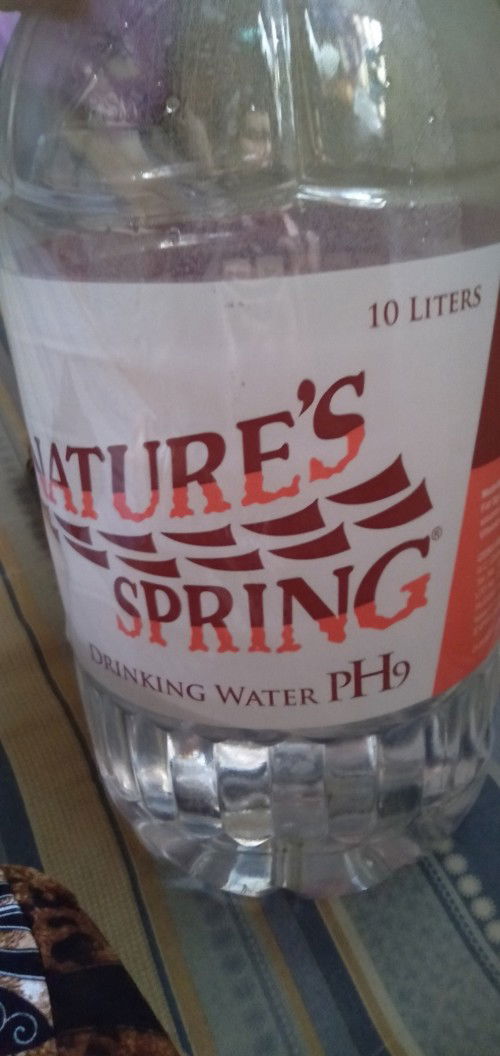 10 LITERS
NATURE'S
SPRING®
DRINKING WATER PH9